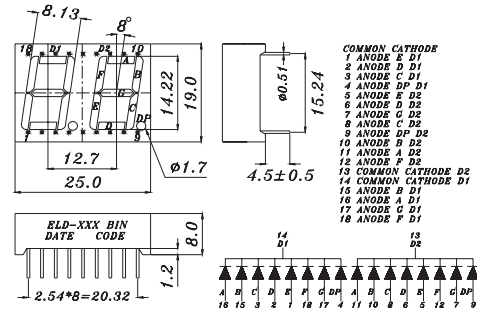 8.13
8°
18 D1 D2 10
A
F B
G
E C
D DP
1 9
14.22
19.0
12.7
Φ1.7
25.0
ø0.51
15.24
4.5±0.5
COMMON CATHODE
1 ANODE E D1
2 ANODE D D1
3 ANODE C D1
4 ANODE DP D1
5 ANODE E D2
6 ANODE D D2
7 ANODE G D2
8 ANODE C D2
9 ANODE DP D2
10 ANODE B D2
11 ANODE A D2
12 ANODE F D2
13 COMMON CATHODE D2
14 COMMON CATHODE D1
15 ANODE B D1
16 ANODE A D1
17 ANODE G D1
18 ANODE F D1
ELD-XXX BIN
DATE CODE
8.0
1.2
2.54*8=20.32
14 13
D1 D2
A B C D E F G DP A B C D E F G DP
16 15 3 2 1 18 17 4 11 10 8 6 5 12 7 9